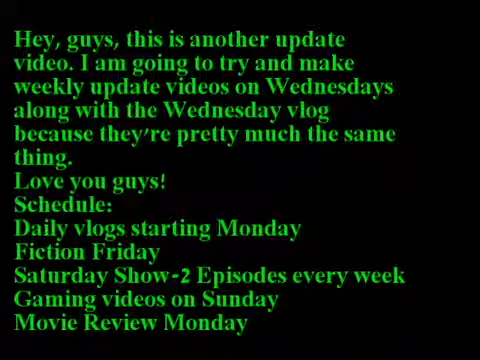 Hey, guys, this is another update
video. I am going to try and make
weekly update videos on Wednesdays
along with the Wednesday vlog
because they're pretty much the same
thing.
Love you guys!
Schedule:
Daily vlogs starting Monday
Fiction Friday
Saturday Show-2 Episodes every week
Gaming videos on Sunday
Movie Review Monday